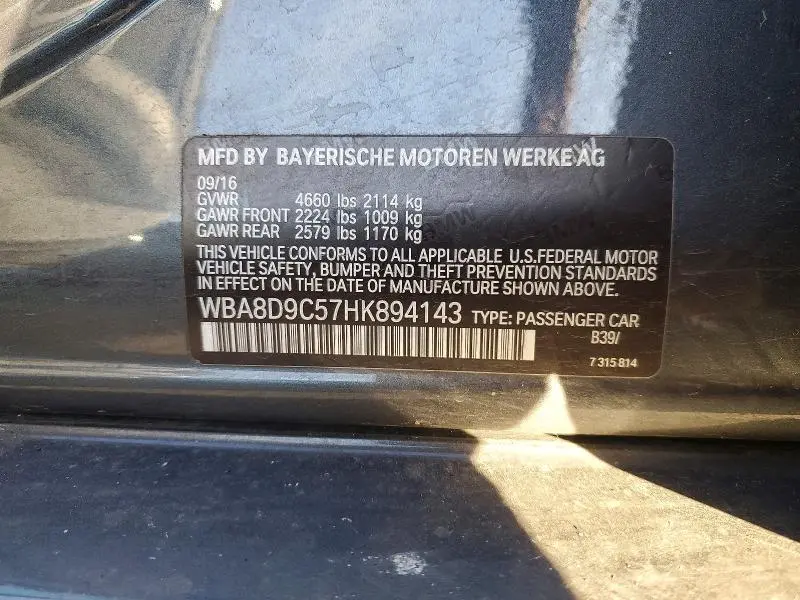 MFD BY BAYERISCHE MOTOREN WERKE AG
09/16
GVWR 4660 lbs 2114 kg
GAWR FRONT 2224 lbs 1009 kg
GAWR REAR 2579 lbs 1170 kg
THIS VEHICLE CONFORMS TO ALL APPLICABLE U.S.FEDERAL MOTOR
VEHICLE SAFETY, BUMPER AND THEFT PREVENTION STANDARDS
IN EFFECT ON THE DATE OF MANUFACTURE SHOWN ABOVE.
WBA8D9C57HK894143 TYPE: PASSENGER CAR
B39/
7 315 814